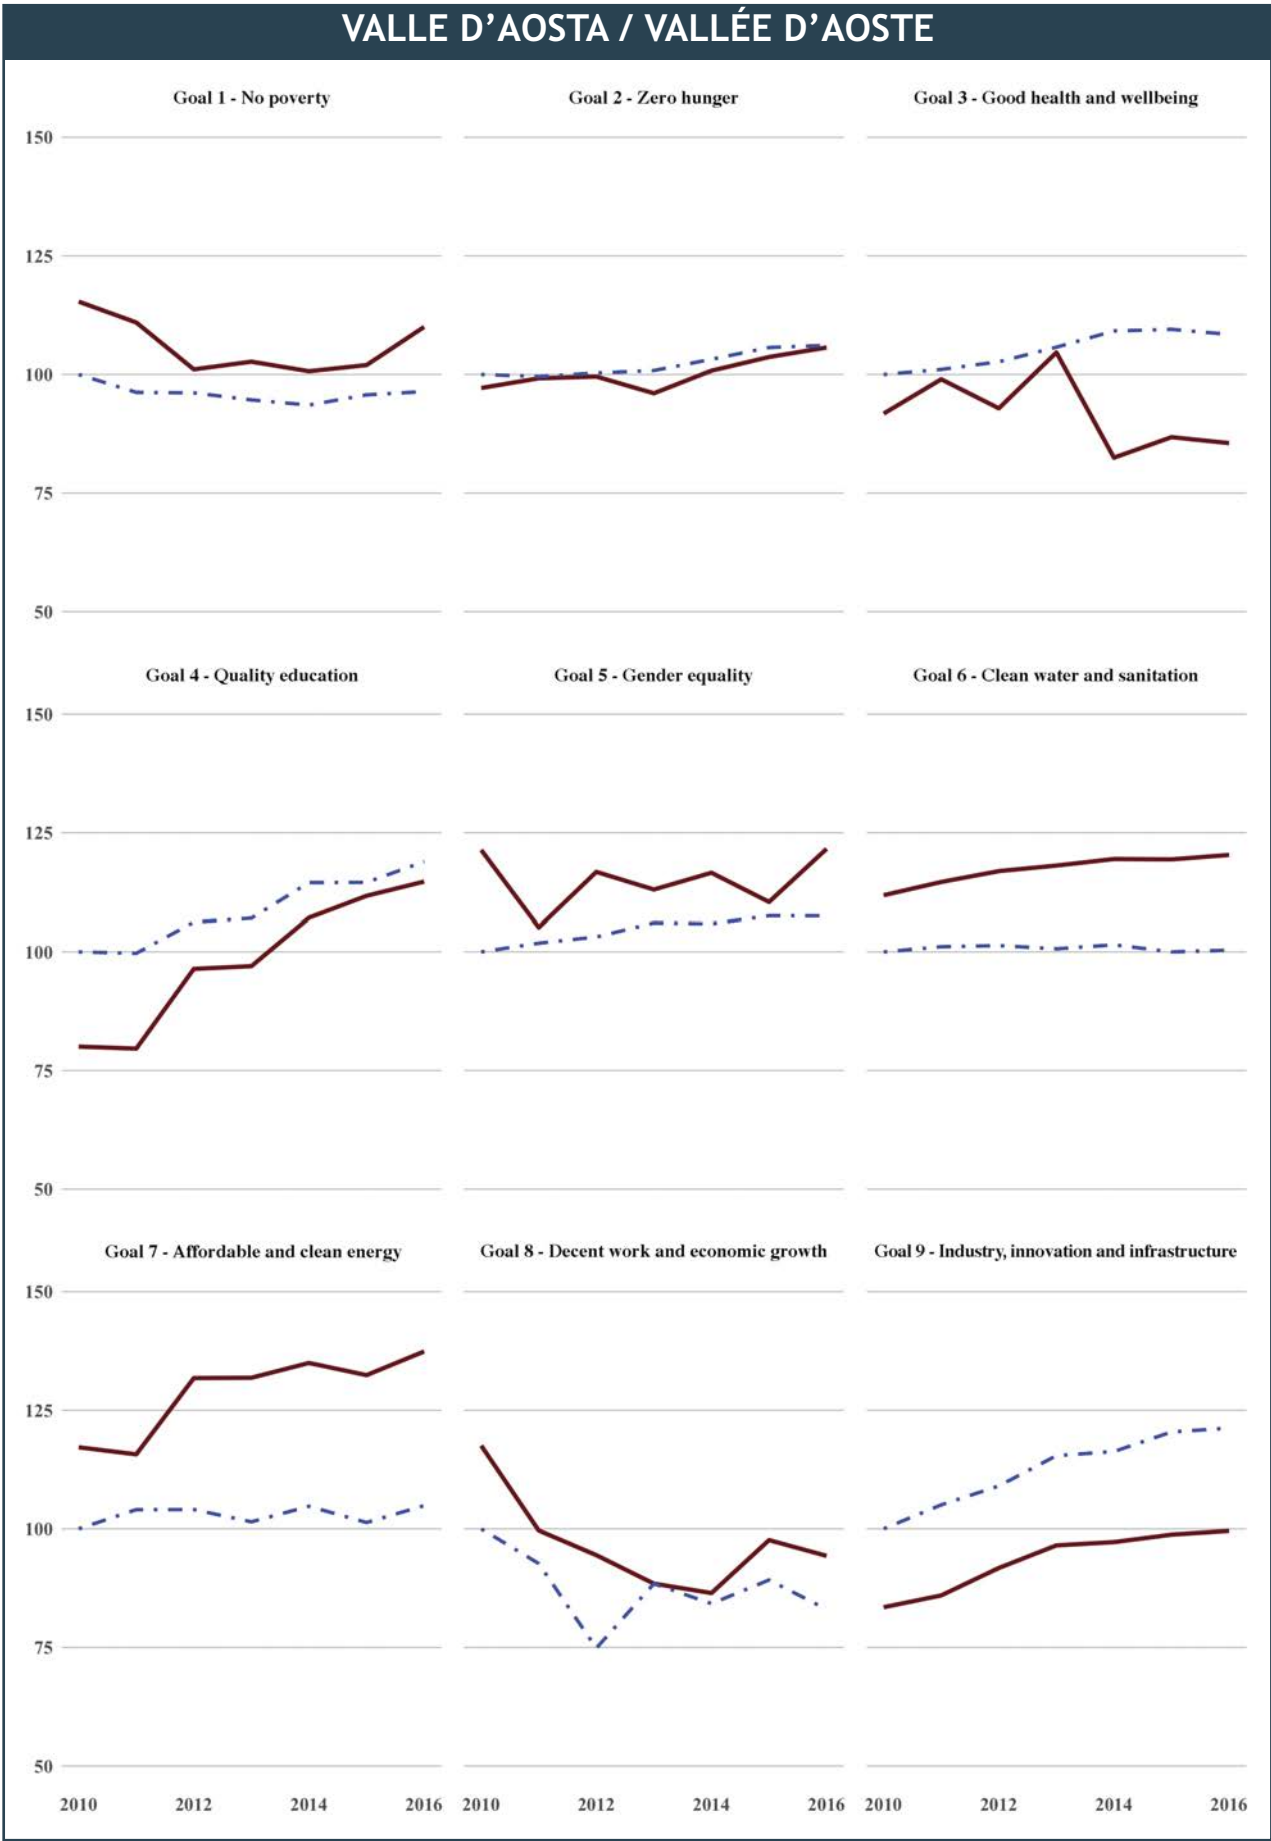 VALLE D’AOSTA / VALLÉE D’AOSTE
Goal 1 - No poverty
Goal 2 - Zero hunger
Goal 3 - Good health and wellbeing
150
125
100
75
50
Goal 4 - Quality education
Goal 5 - Gender equality
Goal 6 - Clean water and sanitation
150
125
100
75
50
Goal 7 - Affordable and clean energy
Goal 8 - Decent work and economic growth
Goal 9 - Industry, innovation and infrastructure
150
125
100
75
50
2010 2012 2014 2016
2010 2012 2014 2016
2010 2012 2014 2016